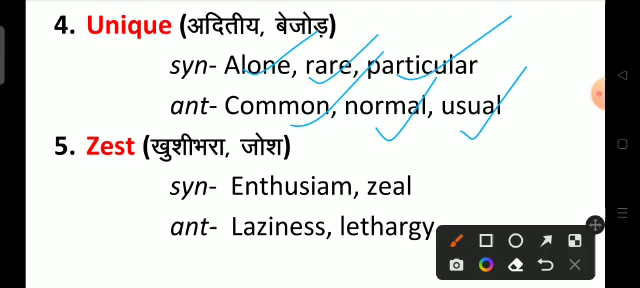 4. Unique (अदितीय, बेजोड़)
syn- Alone, rare, particular
ant- Common, normal, usual
5. Zest (खुशीभरा, जोश)
syn- Enthusiam, zeal
ant- Laziness, lethargy